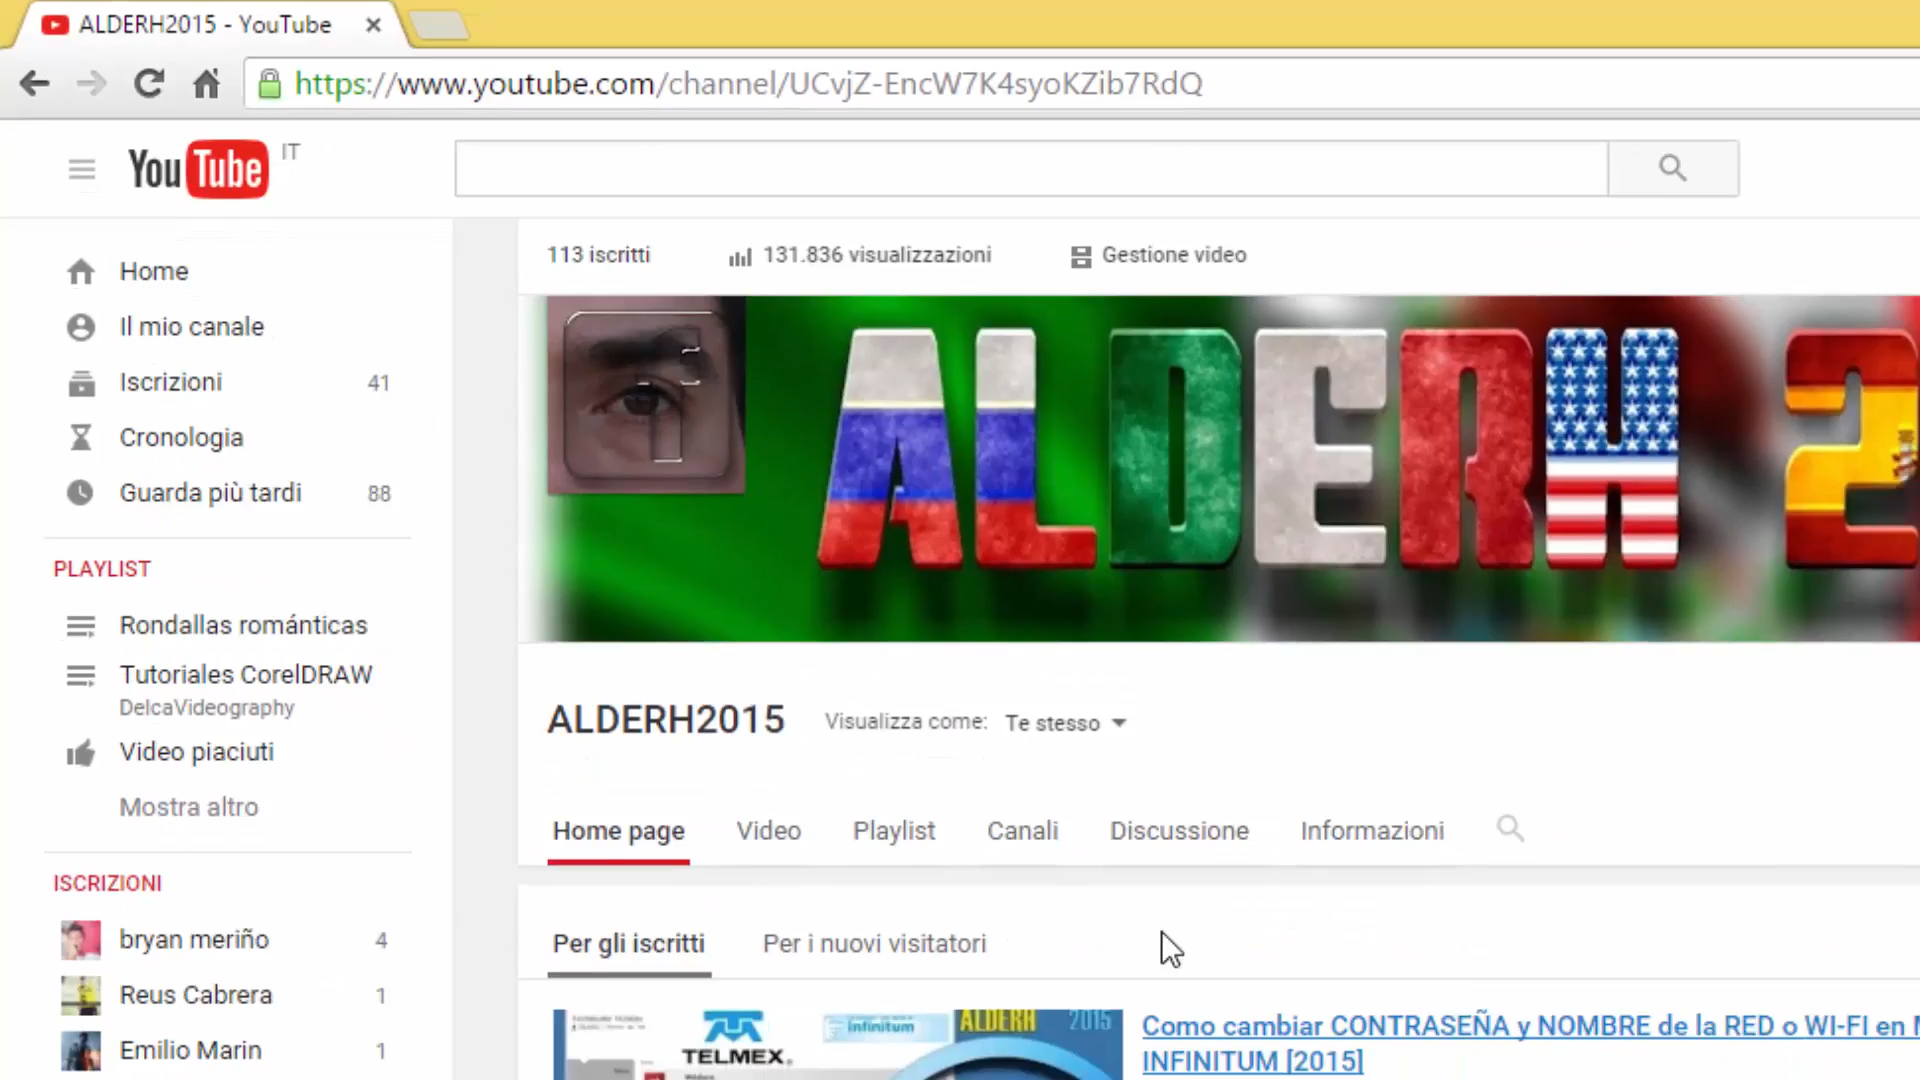 ALDERH2015 - YouTube
https://www.youtube.com/channel/UCvjZ-EncW7K4syoKZib7RdQ
YouTube IT
Home
Il mio canale
Iscrizioni 41
Cronologia
Guarda più tardi 88
PLAYLIST
Rondallas románticas
Tutoriales CorelDRAW
DelcaVideography
Video piaciuti
Mostra altro
ISCRIZIONI
bryan meriño 4
Reus Cabrera 1
Emilio Marin 1
113 iscritti 131.836 visualizzazioni Gestione video
ALDERH 2
ALDERH2015 Visualizza come: Te stesso
Home page Video Playlist Canali Discussione Informazioni
Per gli iscritti Per i nuovi visitatori
TELMEX
infinitum
ALDERH 2015
Como cambiar CONTRASEÑA y NOMBRE de la RED o WI-FI en
INFINITUM [2015]